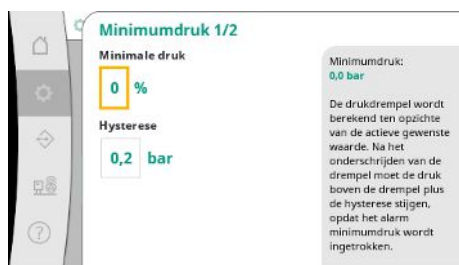 Minimumdruk 1/2
Minimale druk
0 %
Hysterese
0,2 bar
Minimumdruk:
0,0 bar
De drukdrempel wordt
berekend ten opzichte
van de actieve gewenste
waarde. Na het
onderschrijden van de
drempel moet de druk
boven de drempel plus
de hysterese stijgen,
opdat het alarm
minimumdruk wordt
ingetrokken.